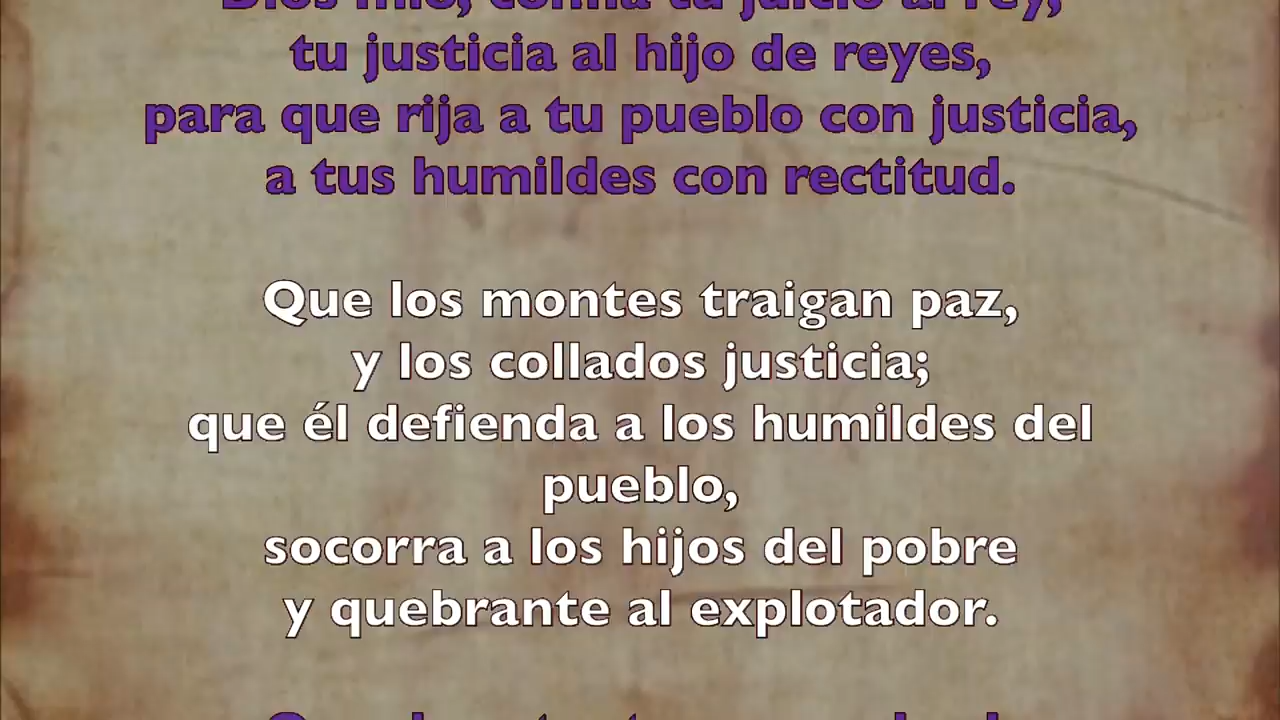 Dios mío, confía tu juicio al rey,
tu justicia al hijo de reyes,
para que rija a tu pueblo con justicia,
a tus humildes con rectitud.
Que los montes traigan paz,
y los collados justicia;
que él defienda a los humildes del
pueblo,
socorra a los hijos del pobre
y quebrante al explotador.